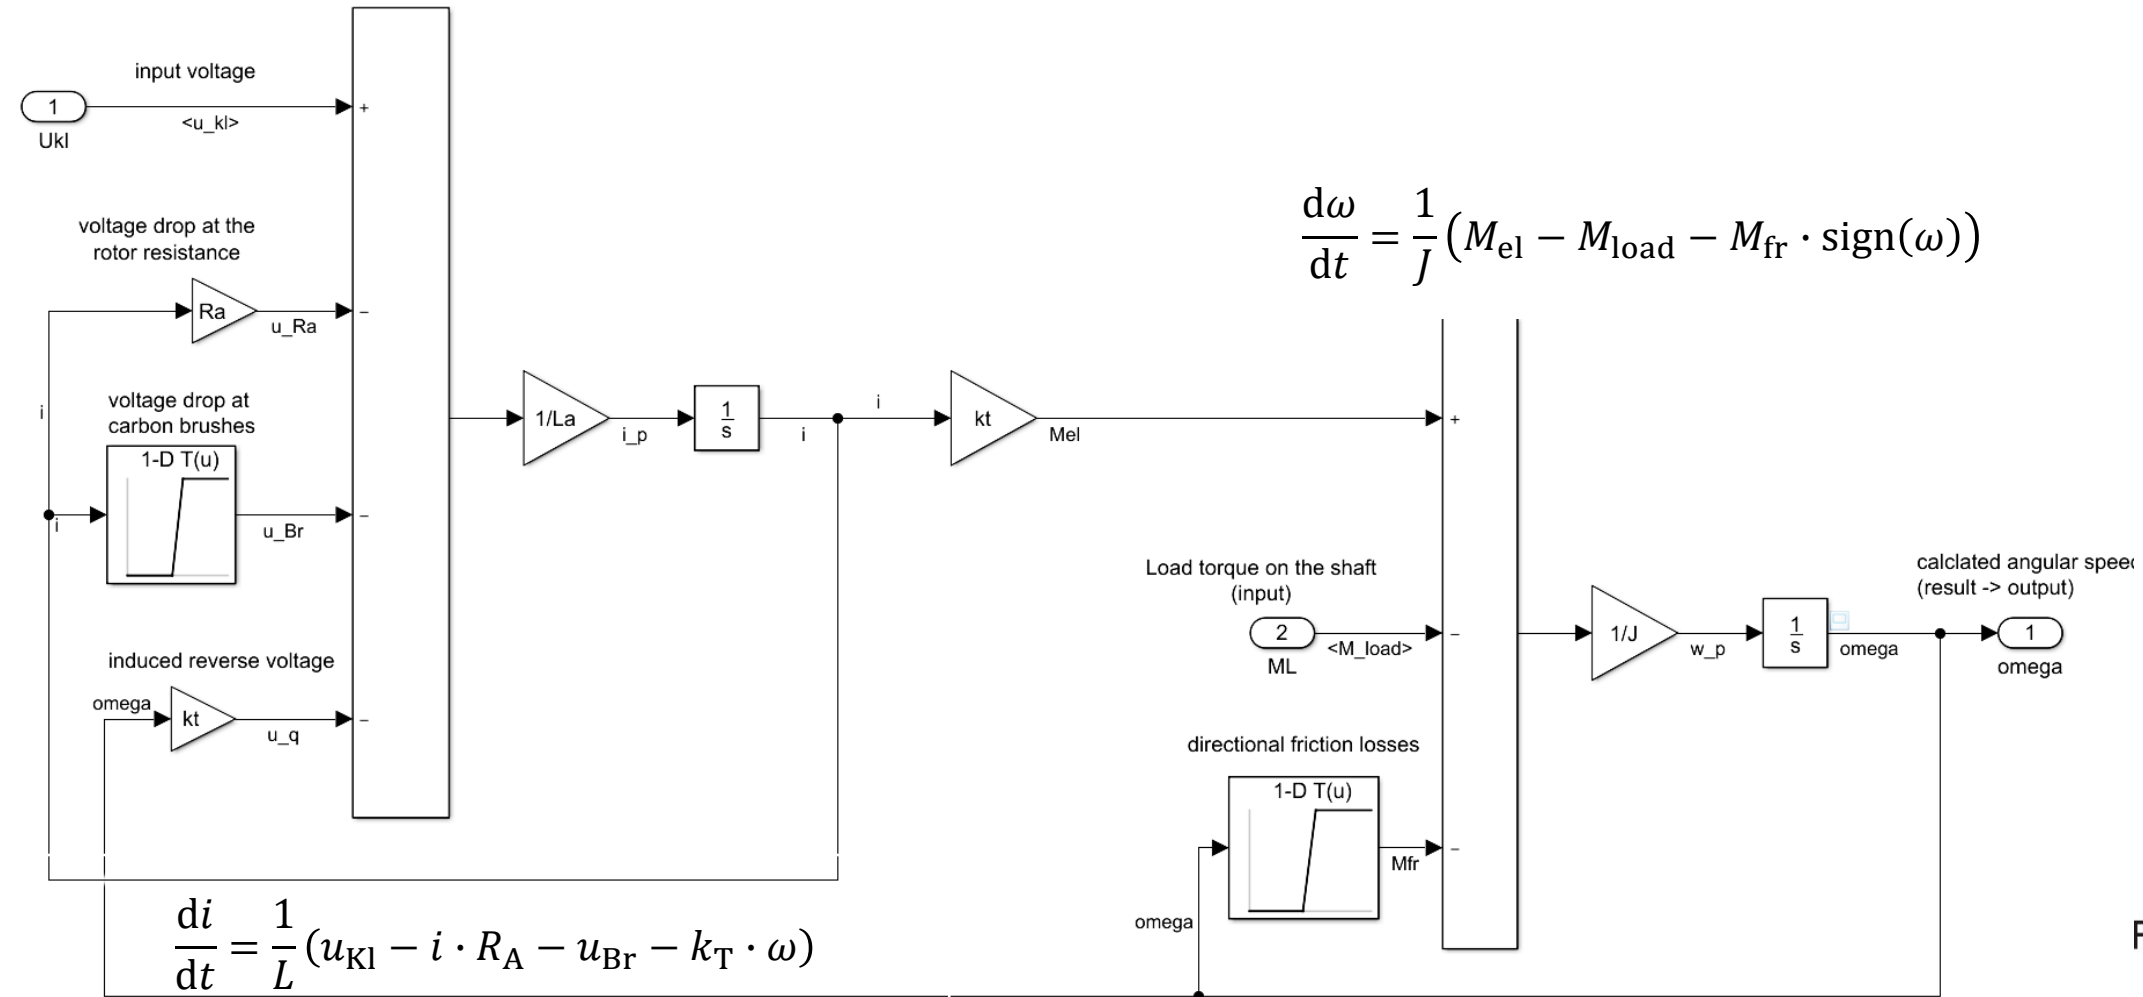 input voltage
1
<u_kl>
Ukl
+
voltage drop at the
rotor resistance
Ra
u_Ra
−
i
voltage drop at
carbon brushes
1-D T(u)
i
u_Br
−
induced reverse voltage
omega
kt
u_q
−
1/La
i_p
1
s
i
i
kt
Mel
+
dω/dt = 1/J (M_el − M_load − M_fr · sign(ω))
Load torque on the shaft
(input)
2
<M_load>
ML
−
directional friction losses
1-D T(u)
Mfr
−
omega
1/J
w_p
1
s
omega
calclated angular speed
(result -> output)
1
omega
di/dt = 1/L (u_Kl − i · R_A − u_Br − k_T · ω)